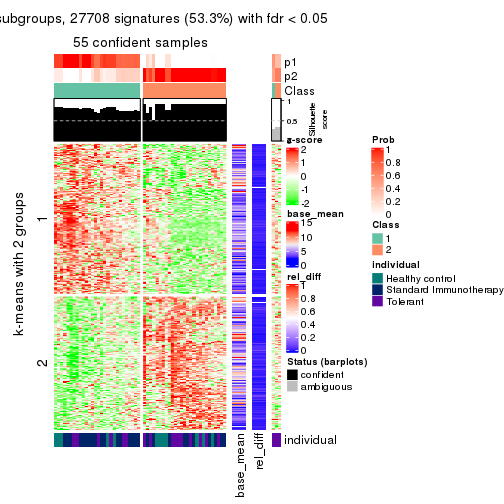 subgroups, 27708 signatures (53.3%) with fdr < 0.05
55 confident samples
p1
p2
Class
1
0.5
0
Silhouette
score
z-score
2
1
0
-1
-2
base_mean
15
10
5
0
rel_diff
1
0.8
0.6
0.4
0.2
0
Status (barplots)
confident
ambiguous
Prob
1
0.8
0.6
0.4
0.2
0
Class
1
2
Individual
Healthy control
Standard Immunotherapy
Tolerant
k-means with 2 groups
1
2
individual
base_mean
rel_diff